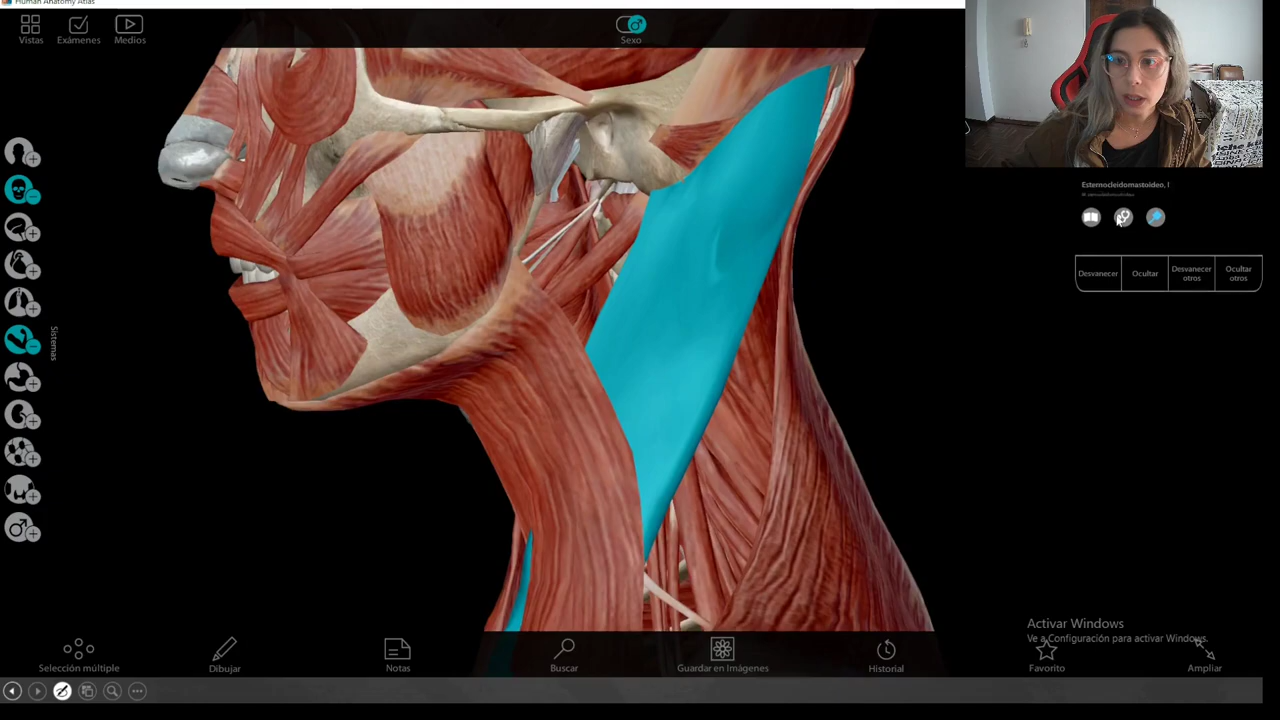 Human Anatomy Atlas
Vistas
Exámenes
Medios
Sexo
Esternocleidomastoideo, I
Desvanecer
Ocultar
Desvanecer otros
Ocultar otros
Sistemas
Activar Windows
Ve a Configuración para activar Windows.
Selección múltiple
Dibujar
Notas
Buscar
Guardar en Imágenes
Historial
Favorito
Ampliar